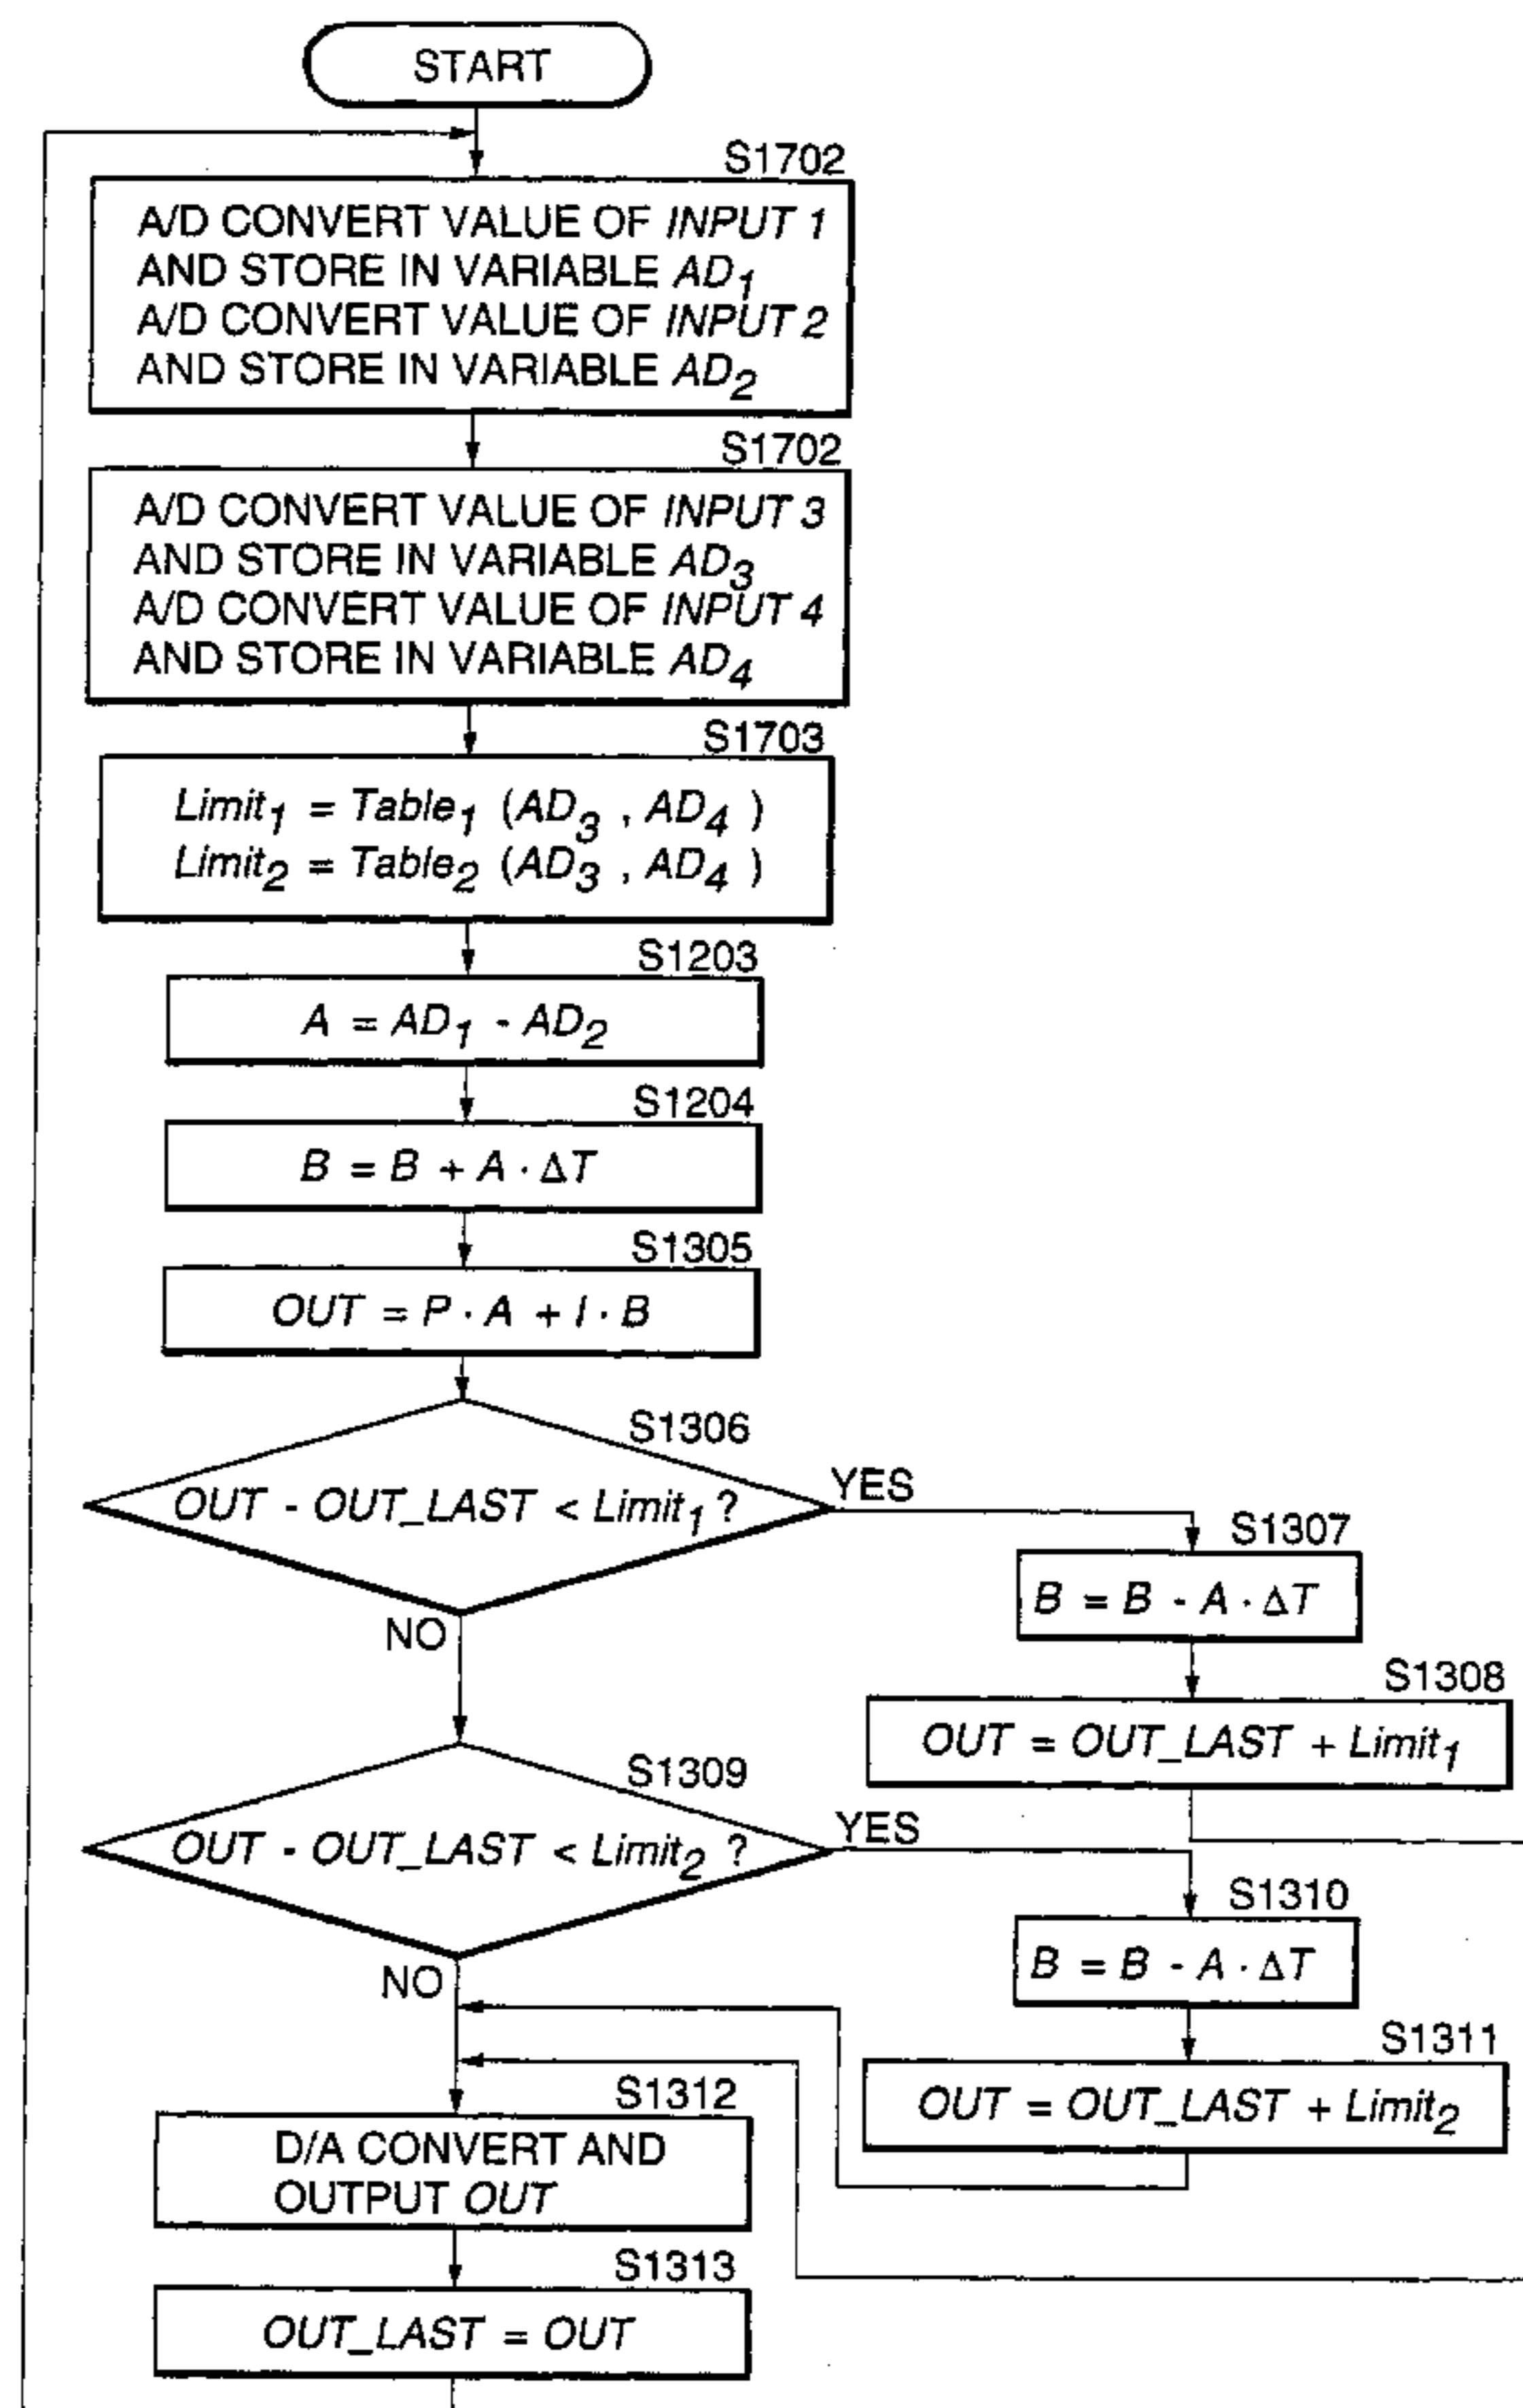 START
S1702
A/D CONVERT VALUE OF INPUT 1
AND STORE IN VARIABLE AD1
A/D CONVERT VALUE OF INPUT 2
AND STORE IN VARIABLE AD2
S1702
A/D CONVERT VALUE OF INPUT 3
AND STORE IN VARIABLE AD3
A/D CONVERT VALUE OF INPUT 4
AND STORE IN VARIABLE AD4
S1703
Limit1 = Table1 (AD3 , AD4 )
Limit2 = Table2 (AD3 , AD4 )
S1203
A = AD1 - AD2
S1204
B = B + A · ΔT
S1305
OUT = P · A + I · B
S1306
OUT - OUT_LAST < Limit1 ?
YES
NO
S1307
B = B - A · ΔT
S1308
OUT = OUT_LAST + Limit1
S1309
OUT - OUT_LAST < Limit2 ?
YES
NO
S1310
B = B - A · ΔT
S1311
OUT = OUT_LAST + Limit2
S1312
D/A CONVERT AND
OUTPUT OUT
S1313
OUT_LAST = OUT